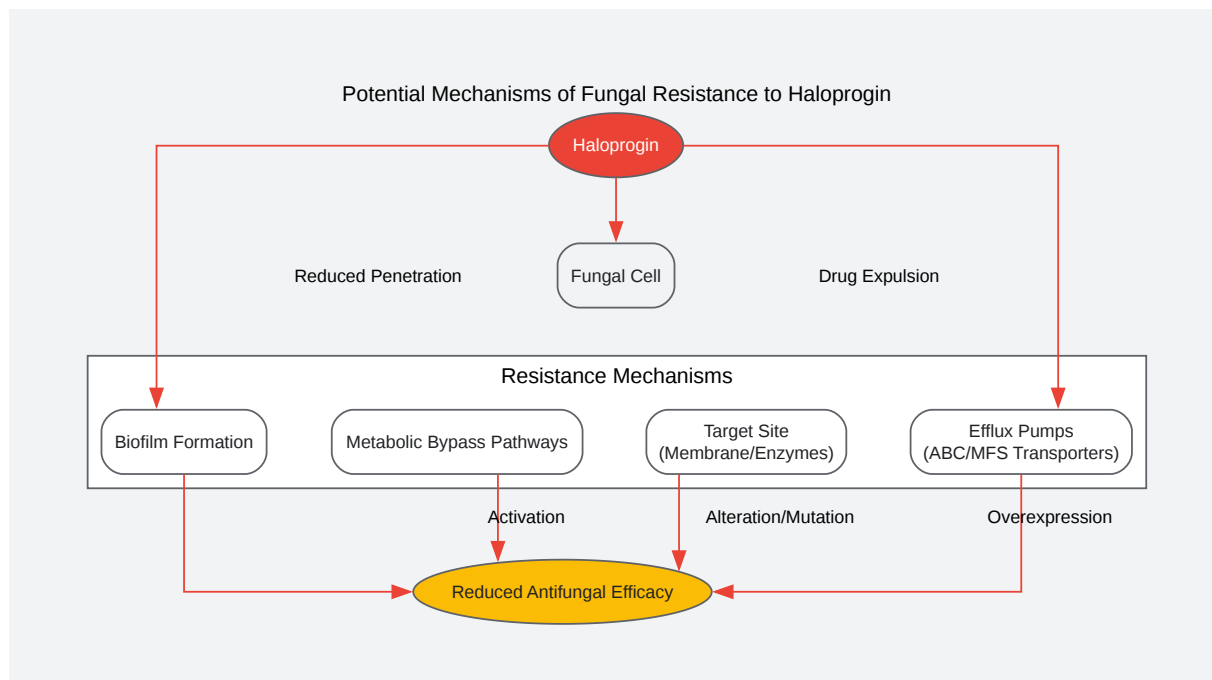 Potential Mechanisms of Fungal Resistance to Haloprogin
Haloprogin
Reduced Penetration
Fungal Cell
Drug Expulsion
Resistance Mechanisms
Biofilm Formation
Metabolic Bypass Pathways
Target Site
(Membrane/Enzymes)
Efflux Pumps
(ABC/MFS Transporters)
Activation
Alteration/Mutation
Overexpression
Reduced Antifungal Efficacy